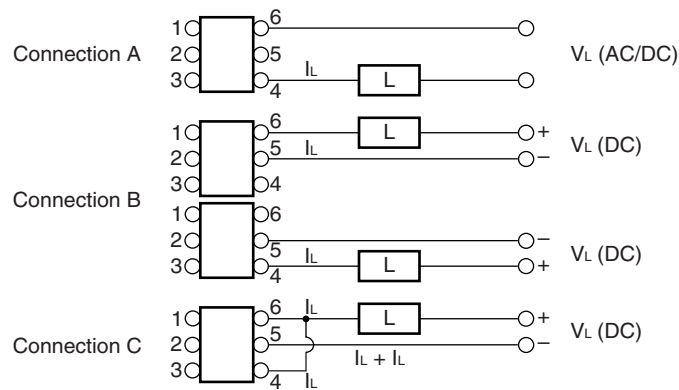 Connection A
1 6
2 5
3 4
IL L
VL (AC/DC)
Connection B
1 6
2 5
3 4
L +
IL −
VL (DC)
1 6
2 5
3 4
−
IL L +
VL (DC)
Connection C
1 6
2 5
3 4
IL L +
−
IL + IL
IL
VL (DC)